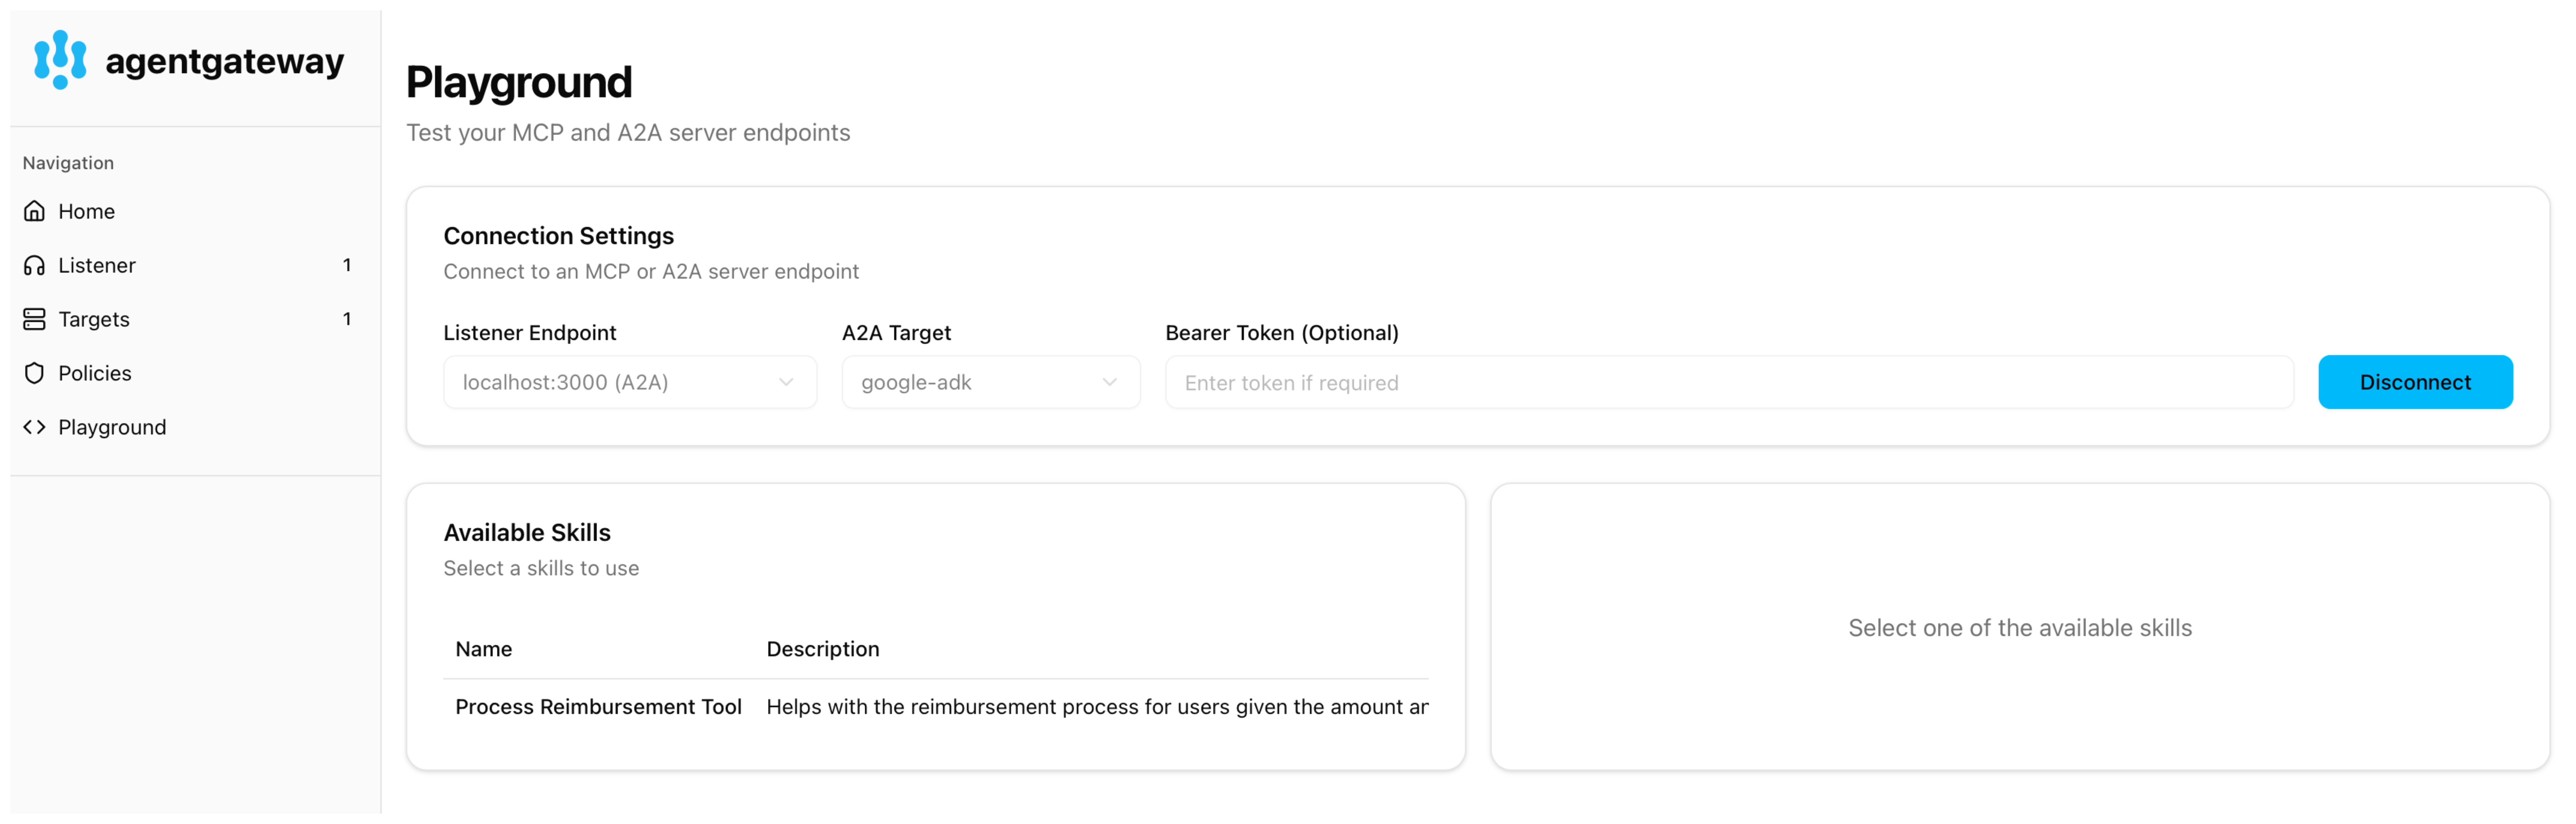 agentgateway
Navigation
Home
Listener 1
Targets 1
Policies
Playground
Playground
Test your MCP and A2A server endpoints
Connection Settings
Connect to an MCP or A2A server endpoint
Listener Endpoint
localhost:3000 (A2A)
A2A Target
google-adk
Bearer Token (Optional)
Enter token if required
Disconnect
Available Skills
Select a skills to use
Name Description
Process Reimbursement Tool Helps with the reimbursement process for users given the amount ar
Select one of the available skills